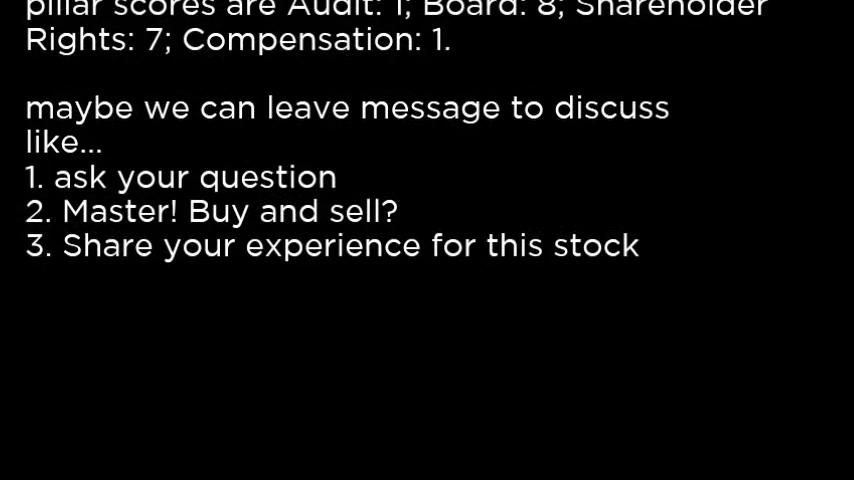 pillar scores are Audit: 1; Board: 8; Shareholder
Rights: 7; Compensation: 1.
maybe we can leave message to discuss
like...
1. ask your question
2. Master! Buy and sell?
3. Share your experience for this stock